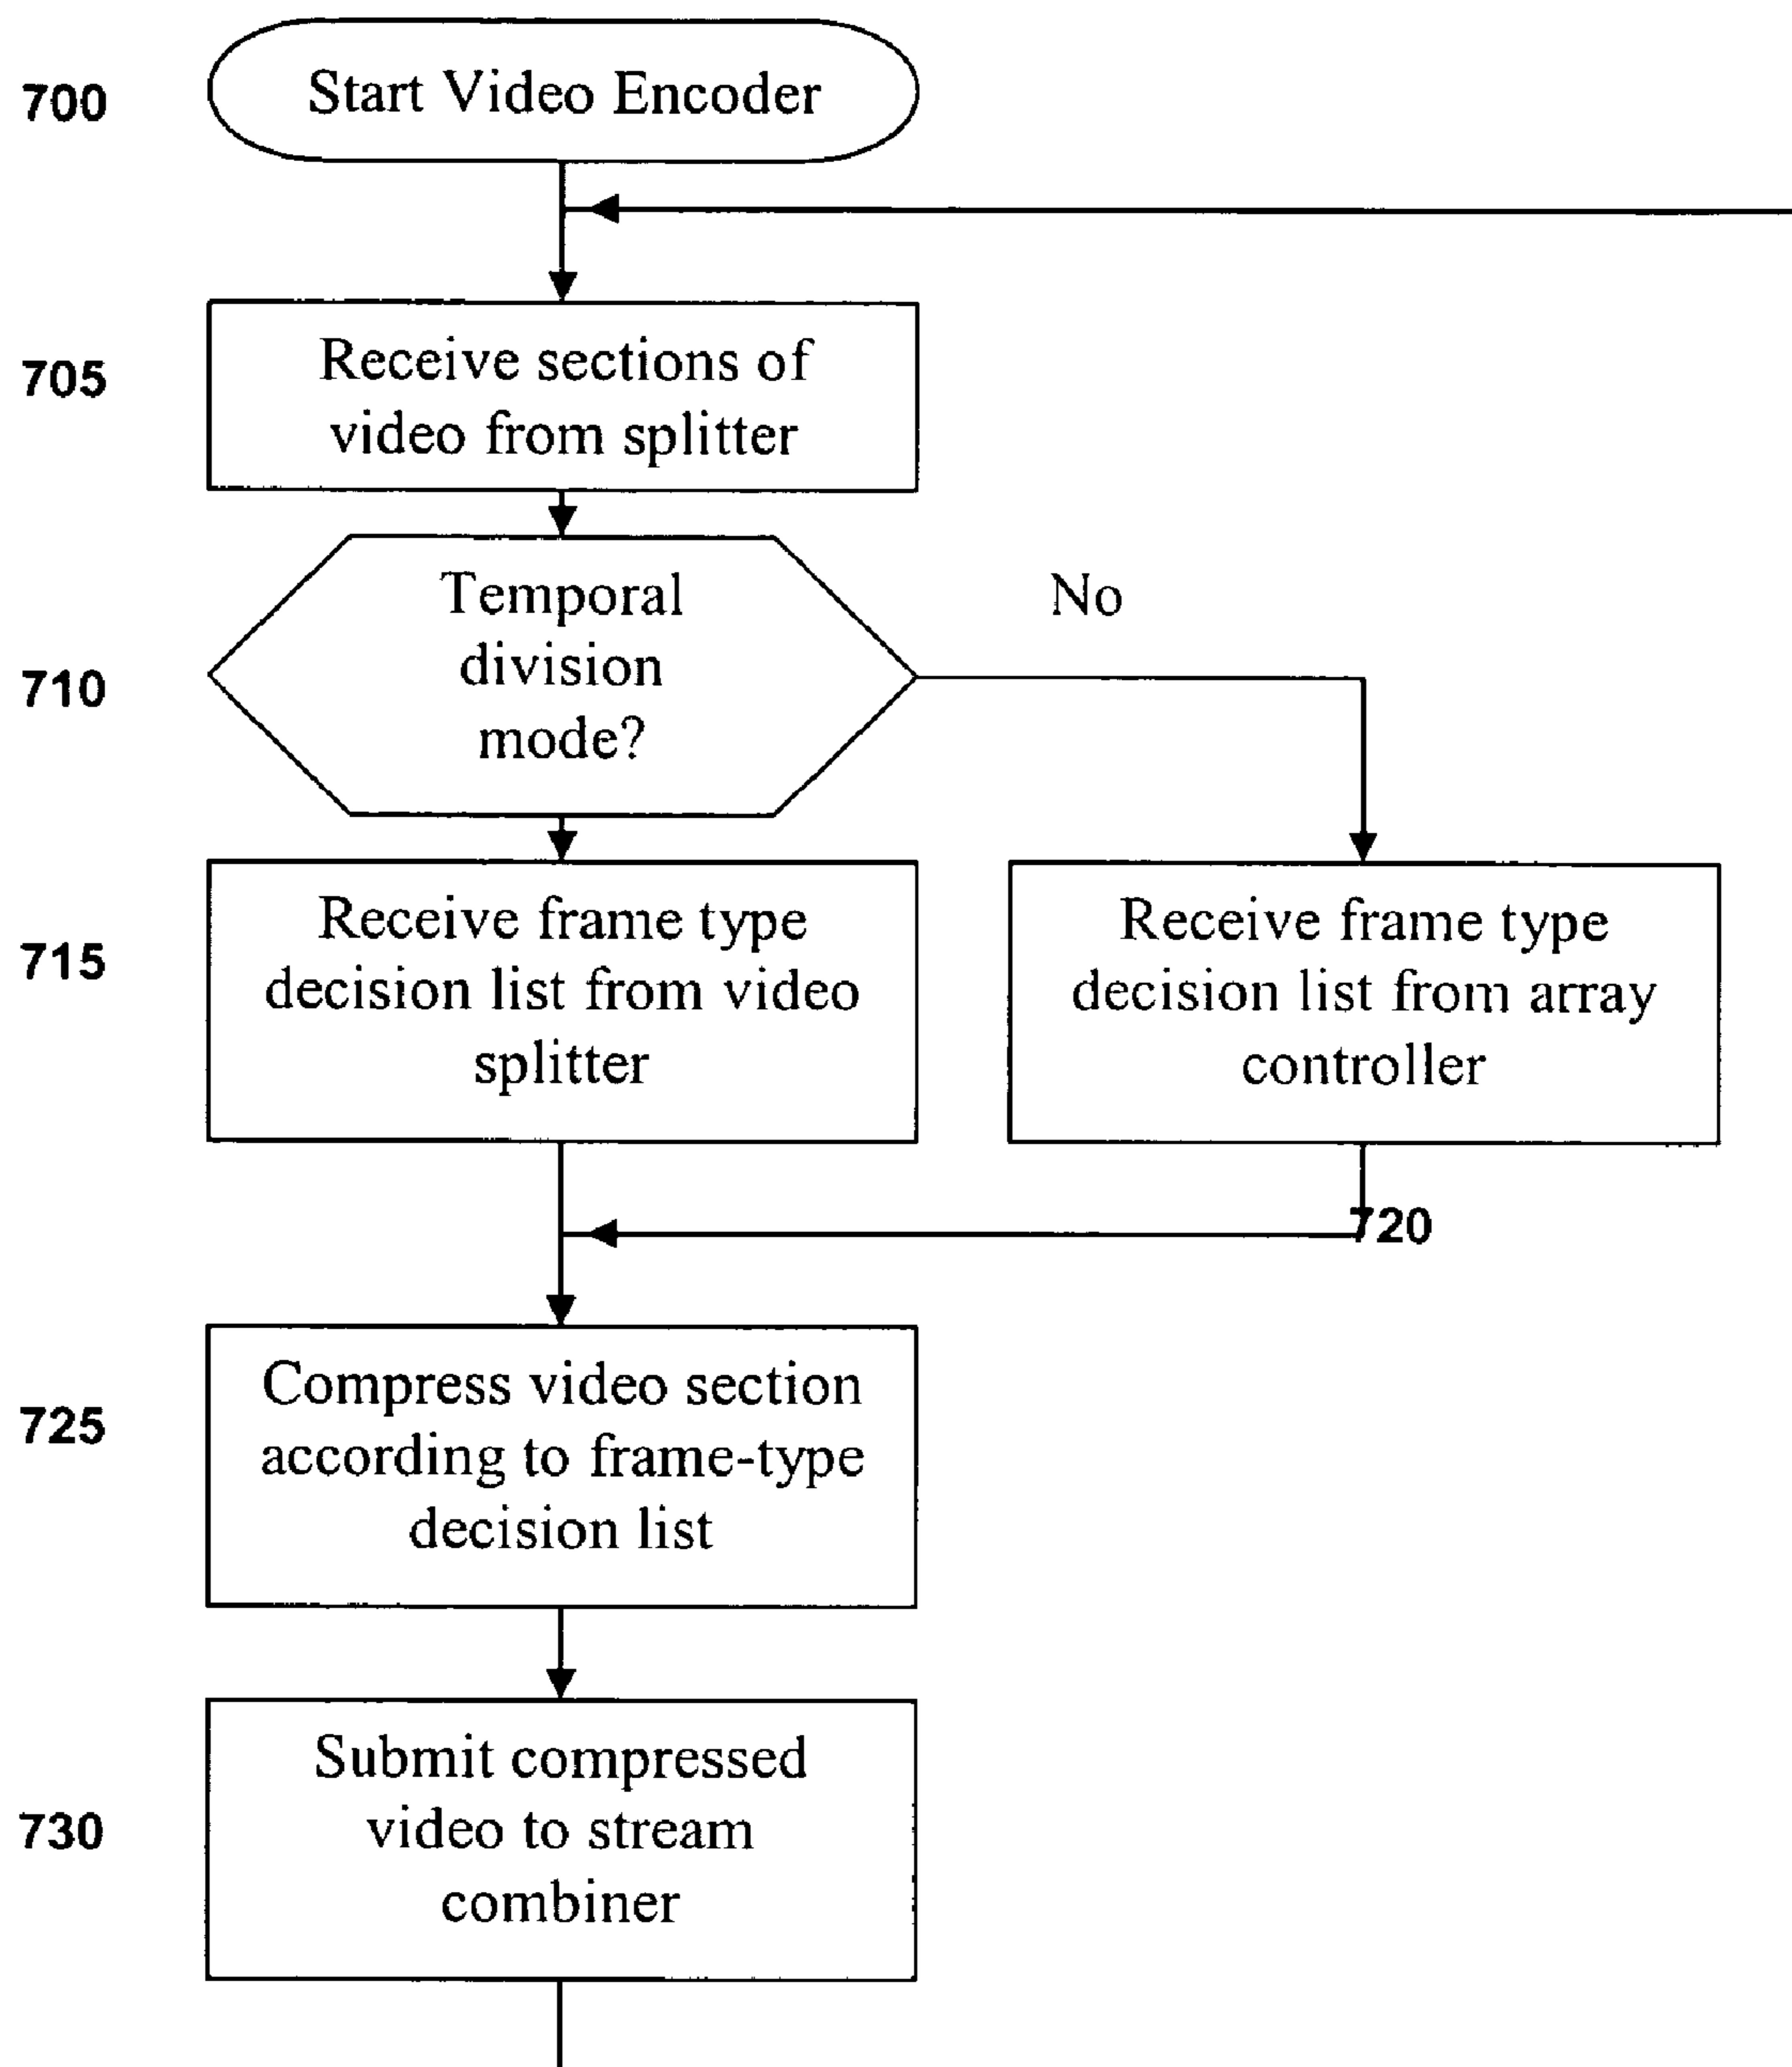 700
Start Video Encoder
705
Receive sections of
video from splitter
710
Temporal
division
mode?
No
715
Receive frame type
decision list from video
splitter
Receive frame type
decision list from array
controller
720
725
Compress video section
according to frame-type
decision list
730
Submit compressed
video to stream
combiner